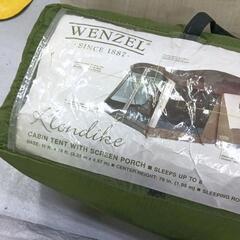 WENZEL
• SINCE 1887 •
Klondike
CABIN TENT WITH SCREEN PORCH ■ SLEEPS UP TO 8
■ CENTER HEIGHT: 78 in. (1.98 m) ■ SLEEPING RO